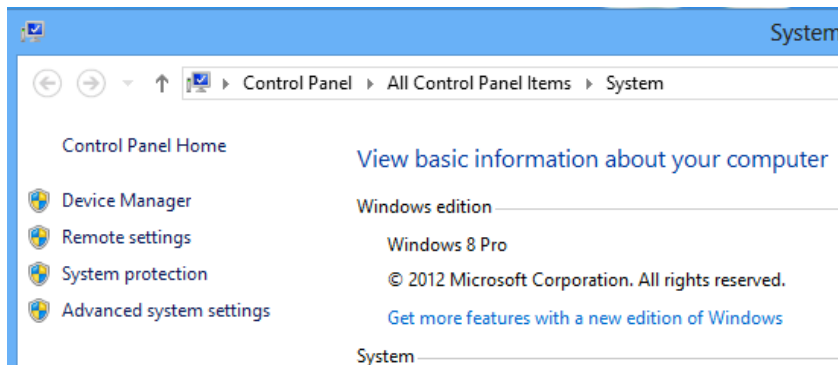 System
Control Panel ▸ All Control Panel Items ▸ System
Control Panel Home
Device Manager
Remote settings
System protection
Advanced system settings
View basic information about your computer
Windows edition
Windows 8 Pro
© 2012 Microsoft Corporation. All rights reserved.
Get more features with a new edition of Windows
System